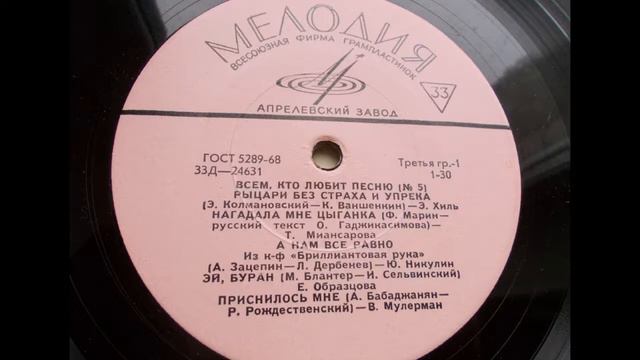 МЕЛОДИЯ
ВСЕСОЮЗНАЯ ФИРМА ГРАМПЛАСТИНОК
33
АПРЕЛЕВСКИЙ ЗАВОД
ГОСТ 5289-68
33Д—24631
Третья гр.-1
1-30
ВСЕМ, КТО ЛЮБИТ ПЕСНЮ (№ 5)
РЫЦАРИ БЕЗ СТРАХА И УПРЕКА
(Э. Колмановский—К. Ваншенкин)—Э. Хиль
НАГАДАЛА МНЕ ЦЫГАНКА (Ф. Марин—
русский текст О. Гаджикасимова)—
Т. Миансарова
А НАМ ВСЕ РАВНО
Из к-ф «Бриллиантовая рука»
(А. Зацепин—Л. Дербенев)—Ю. Никулин
ЭЙ, БУРАН (М. Блантер—И. Сельвинский)
Е. Образцова
ПРИСНИЛОСЬ МНЕ (А. Бабаджанян—
Р. Рождественский)—В. Мулерман